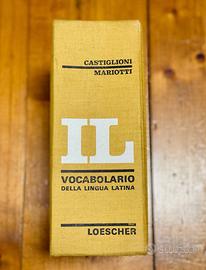 CASTIGLIONI
MARIOTTI
IL
VOCABOLARIO
DELLA LINGUA LATINA
LOESCHER